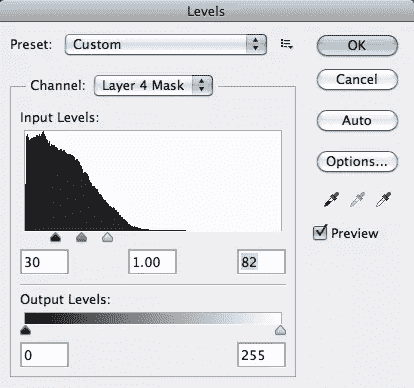 Levels
Preset: Custom
OK
Cancel
Channel: Layer 4 Mask
Auto
Input Levels:
Options...
Preview
30 1.00 82
Output Levels:
0 255